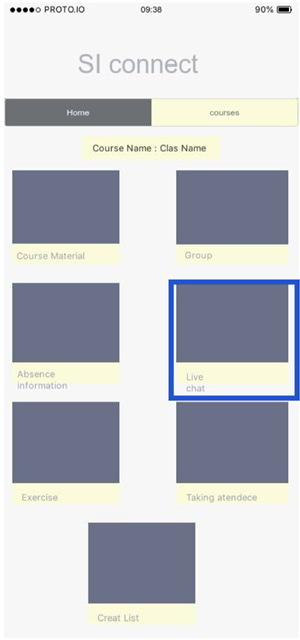 PROTO.IO 09:38 90%
SI connect
Home courses
Course Name : Clas Name
Course Material Group
Absence
information
Live
chat
Exercise Taking atendece
Creat List